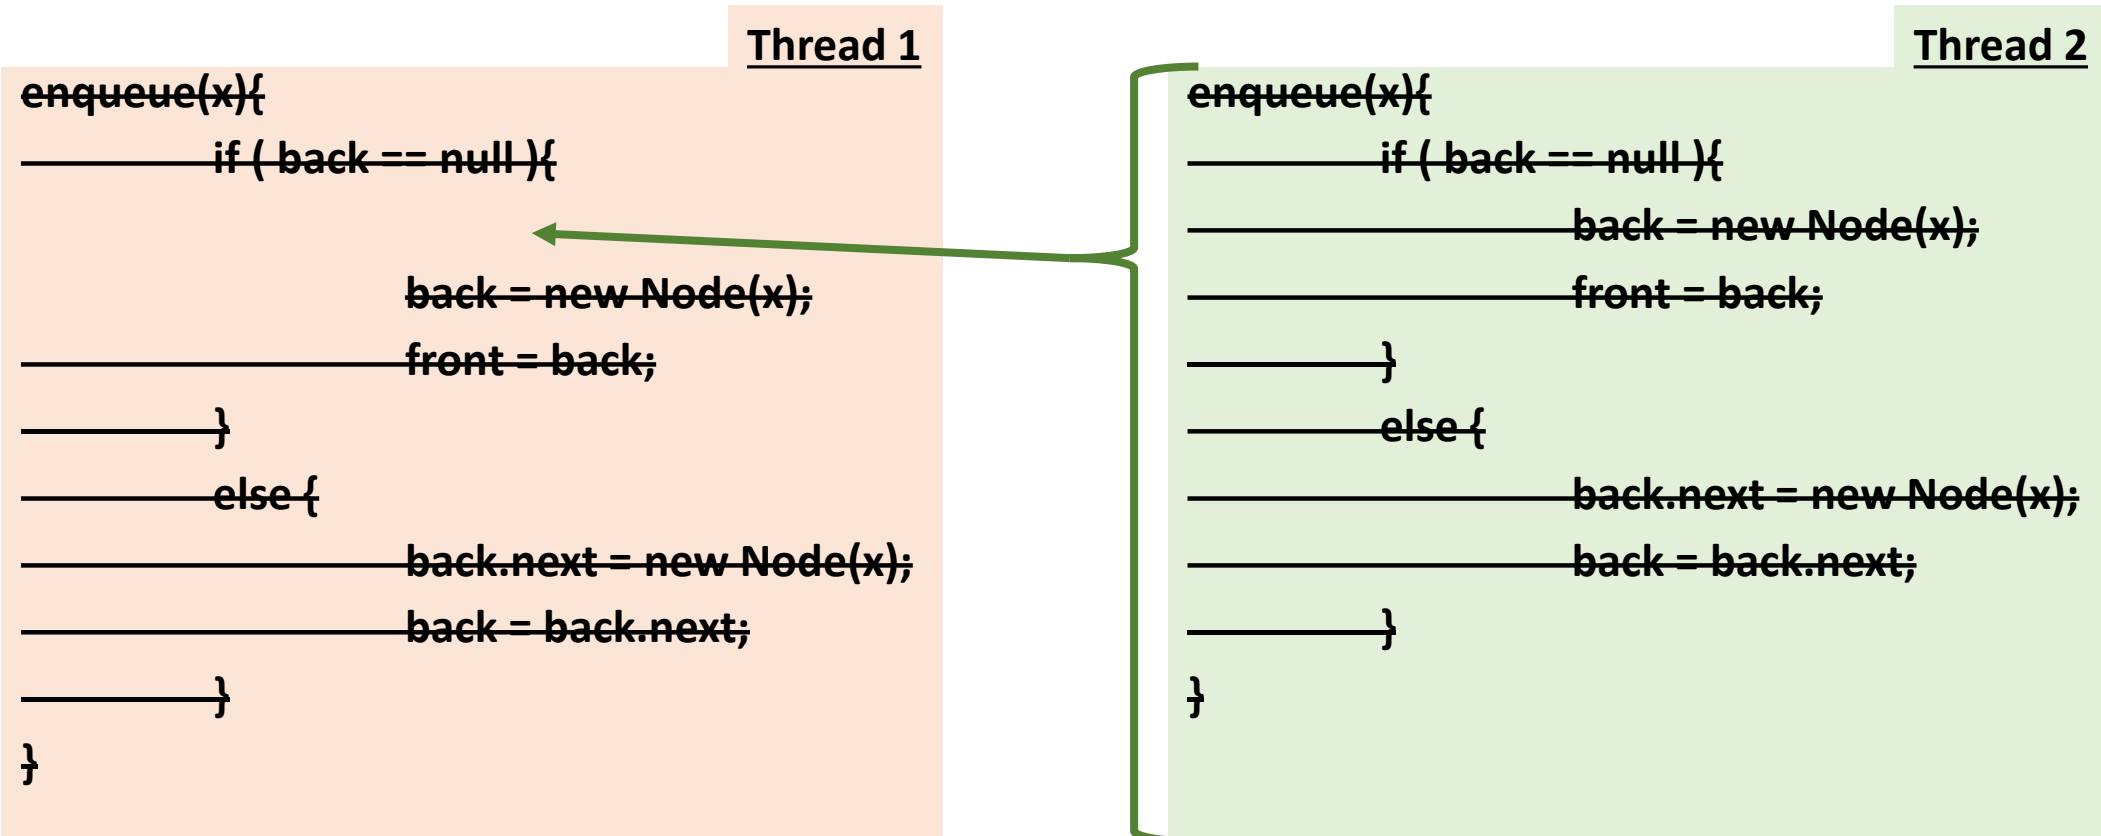 Thread 1
enqueue(x){
if ( back == null ){
back = new Node(x);
front = back;
}
else {
back.next = new Node(x);
back = back.next;
}
}
Thread 2
enqueue(x){
if ( back == null ){
back = new Node(x);
front = back;
}
else {
back.next = new Node(x);
back = back.next;
}
}